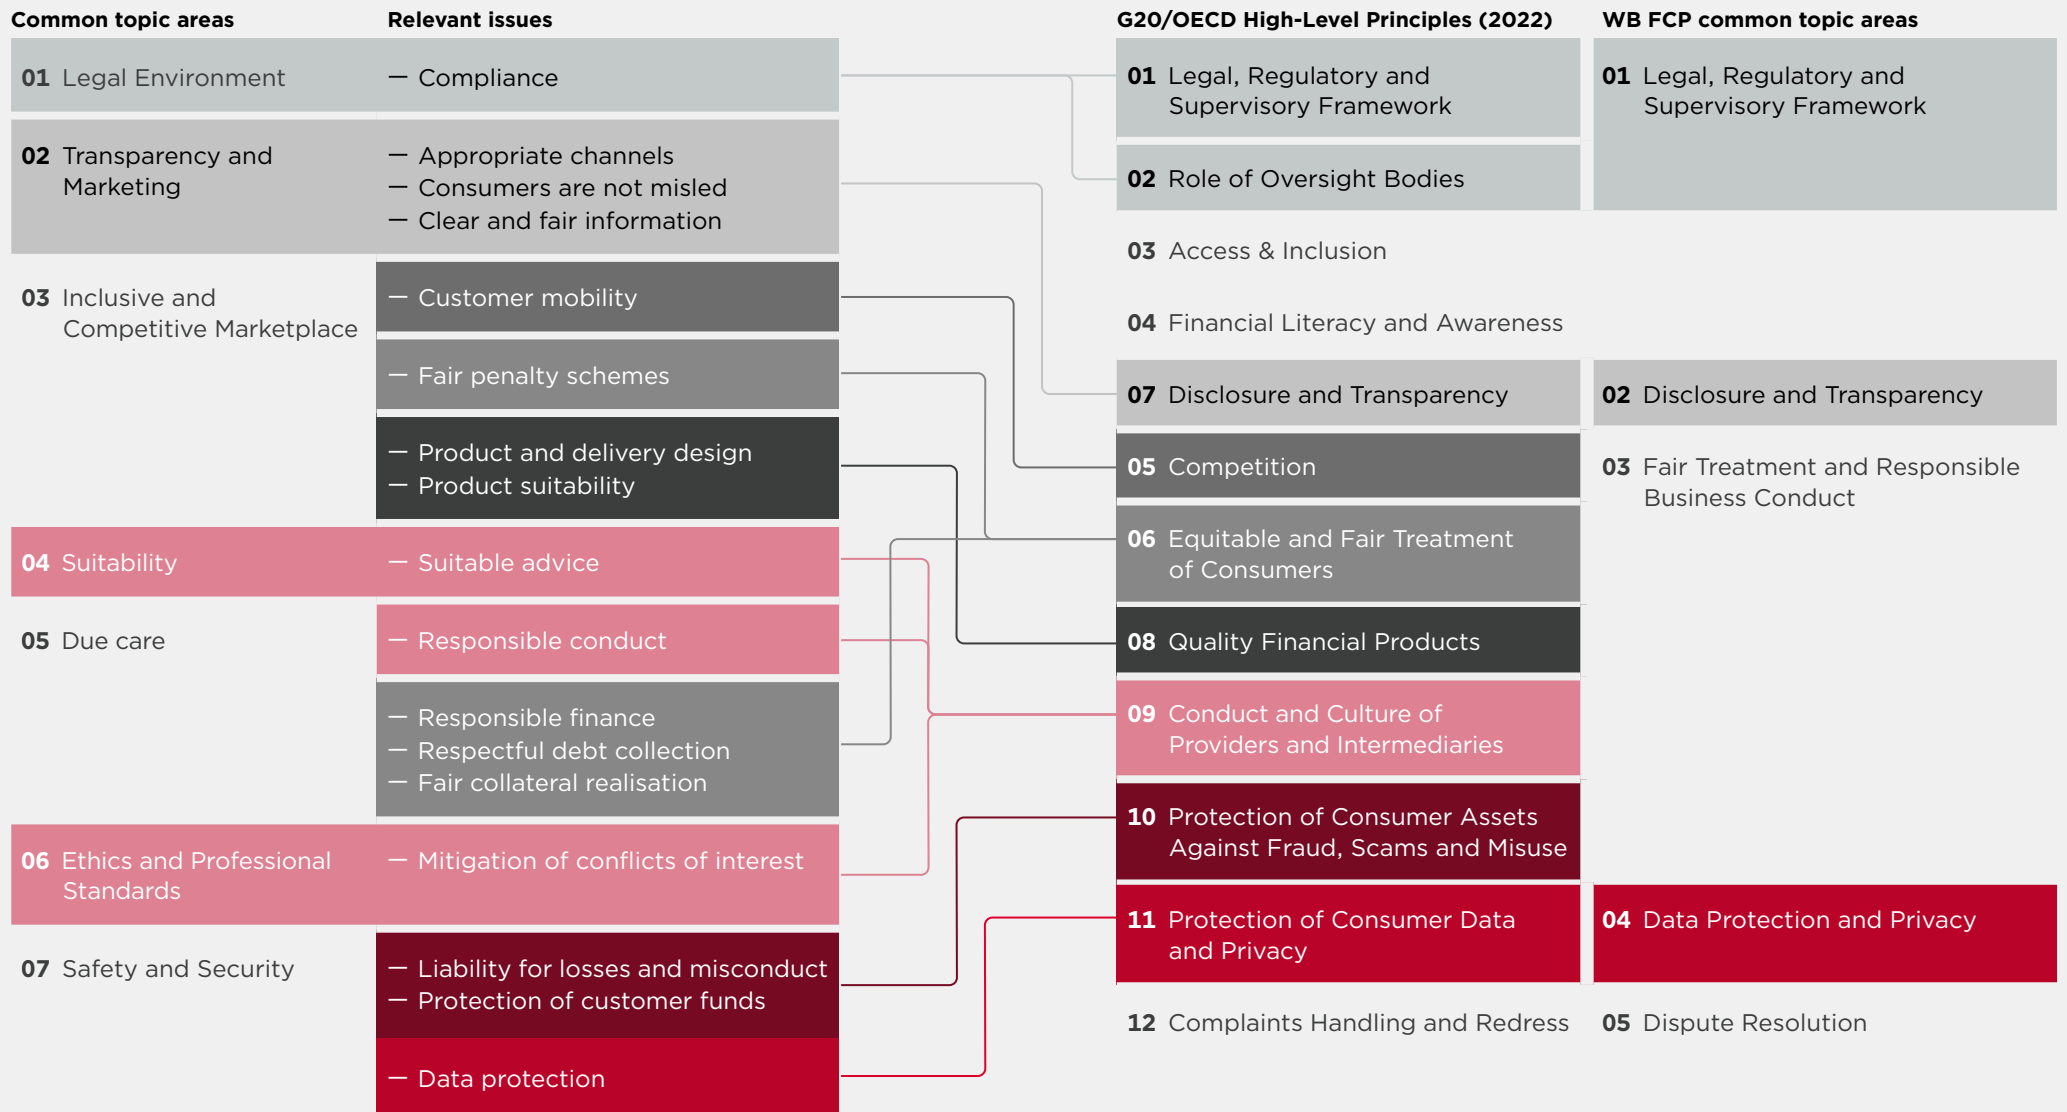 Common topic areas
Relevant issues
01 Legal Environment
— Compliance
02 Transparency and
Marketing
— Appropriate channels
— Consumers are not misled
— Clear and fair information
03 Inclusive and
Competitive Marketplace
— Customer mobility
— Fair penalty schemes
— Product and delivery design
— Product suitability
04 Suitability
— Suitable advice
05 Due care
— Responsible conduct
— Responsible finance
— Respectful debt collection
— Fair collateral realisation
06 Ethics and Professional
Standards
— Mitigation of conflicts of interest
07 Safety and Security
— Liability for losses and misconduct
— Protection of customer funds
— Data protection
G20/OECD High-Level Principles (2022)
01 Legal, Regulatory and
Supervisory Framework
02 Role of Oversight Bodies
03 Access & Inclusion
04 Financial Literacy and Awareness
07 Disclosure and Transparency
05 Competition
06 Equitable and Fair Treatment
of Consumers
08 Quality Financial Products
09 Conduct and Culture of
Providers and Intermediaries
10 Protection of Consumer Assets
Against Fraud, Scams and Misuse
11 Protection of Consumer Data
and Privacy
12 Complaints Handling and Redress
WB FCP common topic areas
01 Legal, Regulatory and
Supervisory Framework
02 Disclosure and Transparency
03 Fair Treatment and Responsible
Business Conduct
04 Data Protection and Privacy
05 Dispute Resolution